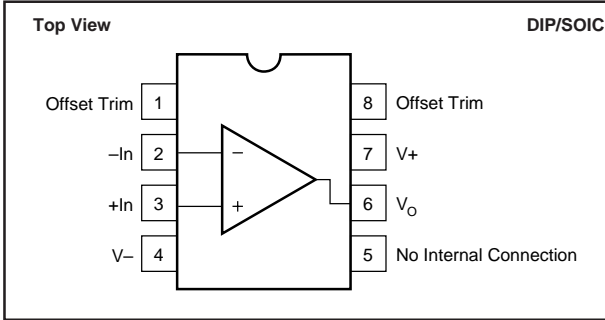 Top View DIP/SOIC
Offset Trim 1 8 Offset Trim
–In 2 – 7 V+
+In 3 + 6 VO
V– 4 5 No Internal Connection